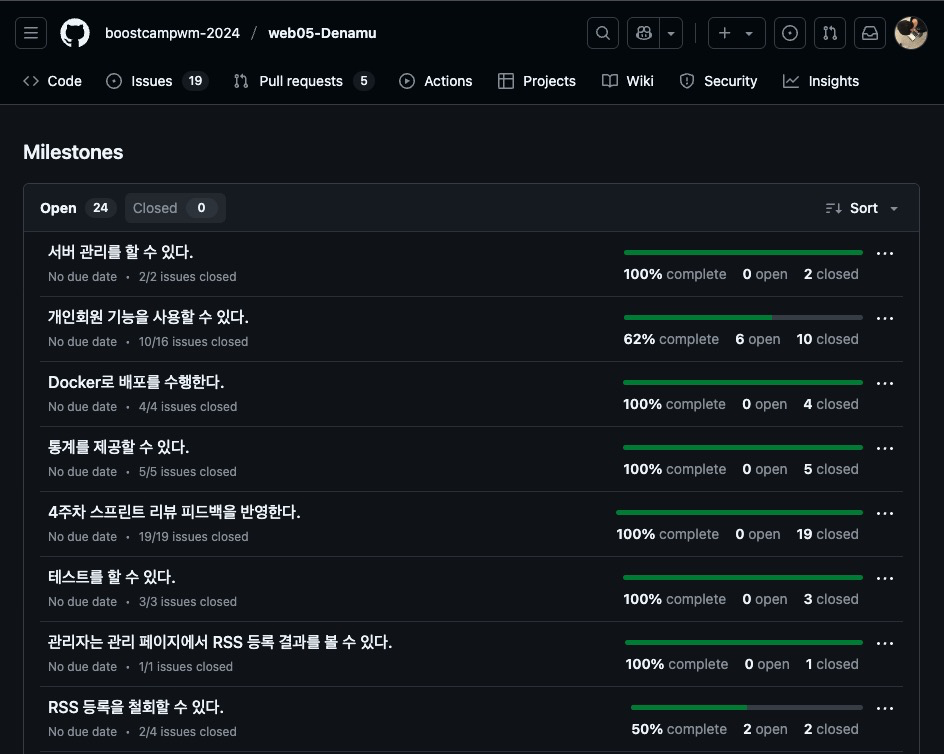 boostcampwm-2024 / web05-Denamu
Code Issues 19 Pull requests 5 Actions Projects Wiki Security Insights
Milestones
Open 24 Closed 0 Sort
서버 관리를 할 수 있다.
No due date • 2/2 issues closed
100% complete 0 open 2 closed
개인회원 기능을 사용할 수 있다.
No due date • 10/16 issues closed
62% complete 6 open 10 closed
Docker로 배포를 수행한다.
No due date • 4/4 issues closed
100% complete 0 open 4 closed
통계를 제공할 수 있다.
No due date • 5/5 issues closed
100% complete 0 open 5 closed
4주차 스프린트 리뷰 피드백을 반영한다.
No due date • 19/19 issues closed
100% complete 0 open 19 closed
테스트를 할 수 있다.
No due date • 3/3 issues closed
100% complete 0 open 3 closed
관리자는 관리 페이지에서 RSS 등록 결과를 볼 수 있다.
No due date • 1/1 issues closed
100% complete 0 open 1 closed
RSS 등록을 철회할 수 있다.
No due date • 2/4 issues closed
50% complete 2 open 2 closed